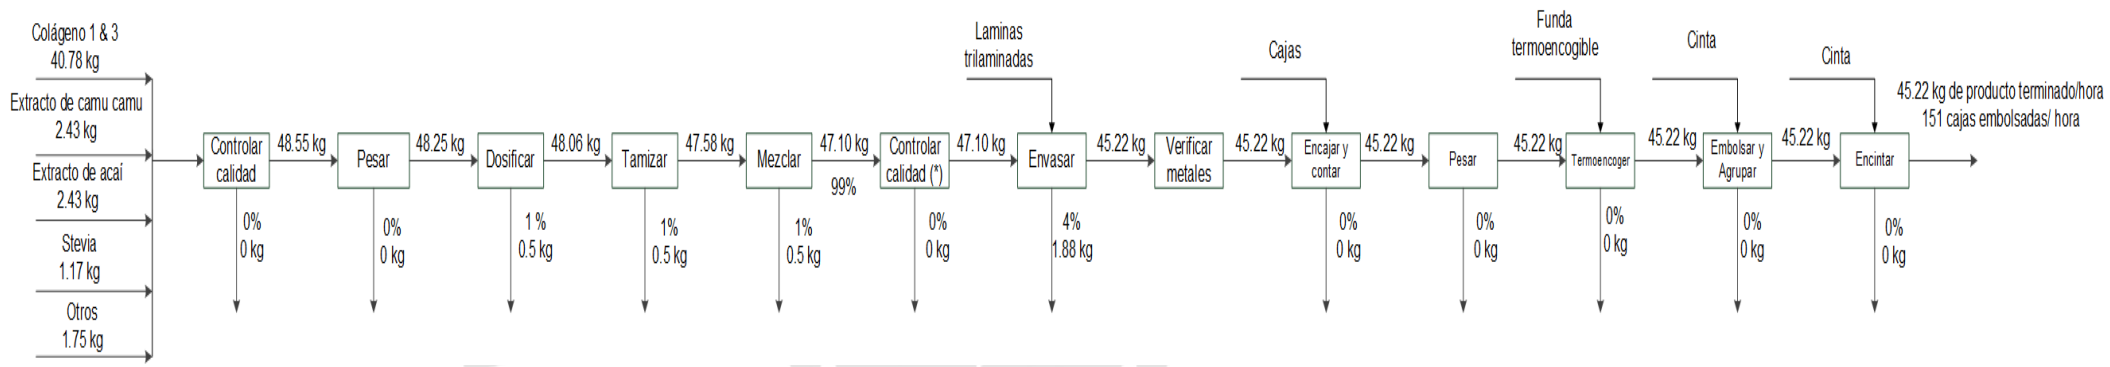 Colágeno 1 & 3
40.78 kg
Extracto de camu camu
2.43 kg
Extracto de acaí
2.43 kg
Stevia
1.17 kg
Otros
1.75 kg
Controlar
calidad
0%
0 kg
48.55 kg
Pesar
0%
0 kg
48.25 kg
Dosificar
1 %
0.5 kg
48.06 kg
Tamizar
1%
0.5 kg
47.58 kg
Mezclar
1%
0.5 kg
47.10 kg
99%
Controlar
calidad (*)
0%
0 kg
47.10 kg
Laminas
trilaminadas
Envasar
4%
1.88 kg
45.22 kg
Verificar
metales
45.22 kg
Cajas
Encajar y
contar
0%
0 kg
45.22 kg
Pesar
0%
0 kg
45.22 kg
Funda
termoencogible
Termoencoger
0%
0 kg
45.22 kg
Cinta
Embolsar y
Agrupar
0%
0 kg
45.22 kg
Cinta
Encintar
0%
0 kg
45.22 kg de producto terminado/hora
151 cajas embolsadas/ hora